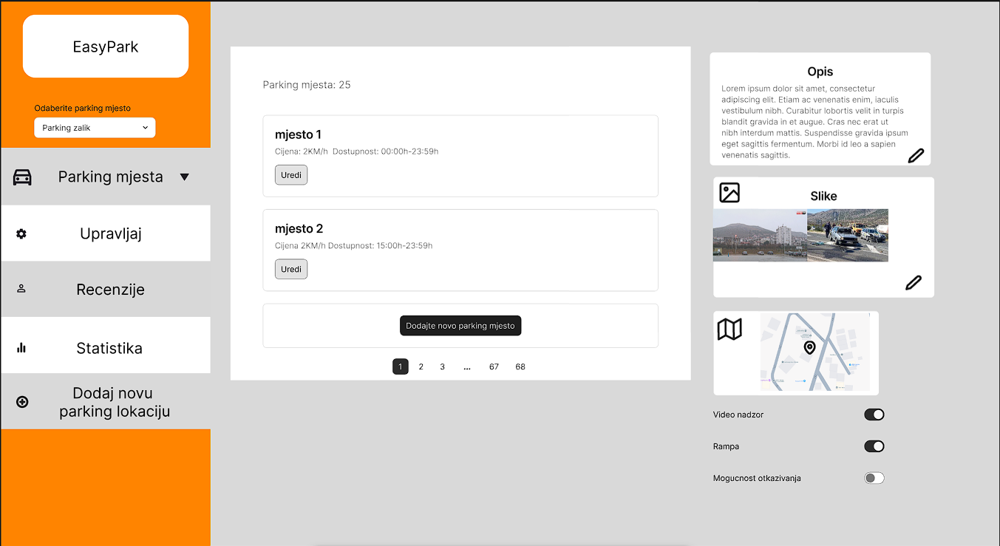 EasyPark
Odaberite parking mjesto
Parking zalik
Parking mjesta
Upravljaj
Recenzije
Statistika
Dodaj novu
parking lokaciju
Parking mjesta: 25
mjesto 1
Cijena: 2KM/h  Dostupnost: 00:00h-23:59h
Uredi
mjesto 2
Cijena 2KM/h Dostupnost: 15:00h-23:59h
Uredi
Dodajte novo parking mjesto
1 2 3 ... 67 68
Opis
Lorem ipsum dolor sit amet, consectetur
adipiscing elit. Etiam ac venenatis enim, iaculis
vestibulum nibh. Curabitur lobortis velit in turpis
blandit gravida in et augue. Cras nec erat ut
nibh interdum mattis. Suspendisse gravida ipsum
eget sagittis fermentum. Morbi id leo a sapien
venenatis sagittis.
Slike
Video nadzor
Rampa
Mogucnost otkazivanja